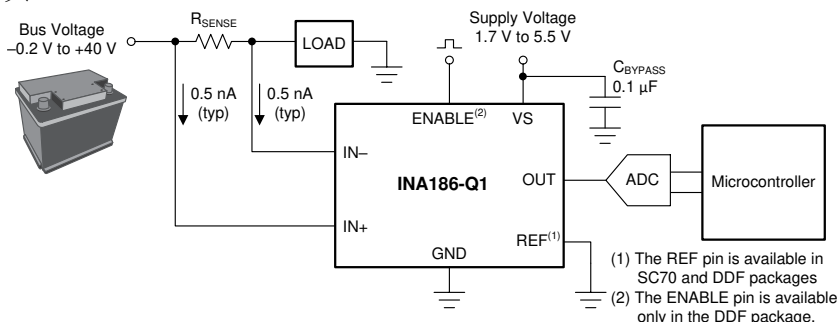 Bus Voltage
–0.2 V to +40 V
RSENSE
LOAD
Supply Voltage
1.7 V to 5.5 V
CBYPASS
0.1 µF
0.5 nA
(typ)
0.5 nA
(typ)
ENABLE(2)
VS
IN–
INA186-Q1
OUT
ADC
Microcontroller
IN+
REF(1)
GND
(1) The REF pin is available in
SC70 and DDF packages
(2) The ENABLE pin is available
only in the DDF package.